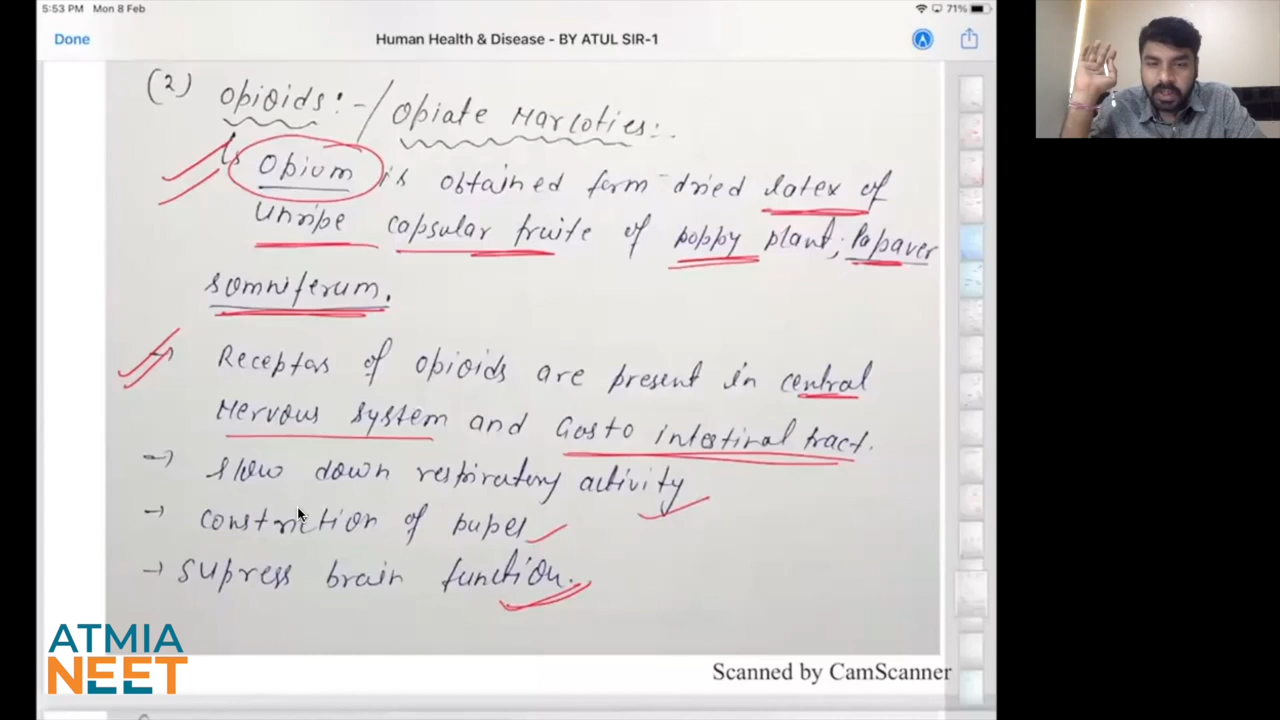 5:53 PM Mon 8 Feb
71%
Done
Human Health & Disease - BY ATUL SIR-1
(2) Opioids:- / Opiate Narcoties:-
Opium is obtained form dried latex of
Unripe capsular fruite of poppy plant; Papaver
somniferum.
→ Receptas of opioids are present in central
Nervous system and Gosto intestinal tract.
→ slow down respiratory activity
→ constriction of pupel
→ supress brain function.
ATMIA
NEET
Scanned by CamScanner